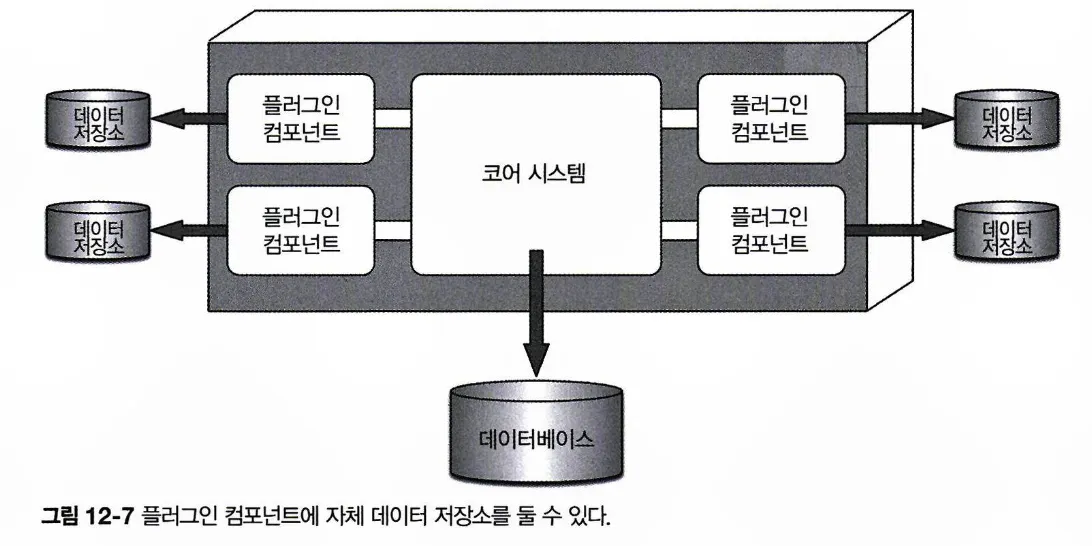 데이터
저장소
플러그인
컴포넌트
플러그인
컴포넌트
데이터
저장소
코어 시스템
데이터
저장소
플러그인
컴포넌트
플러그인
컴포넌트
데이터
저장소
데이터베이스
그림 12-7 플러그인 컴포넌트에 자체 데이터 저장소를 둘 수 있다.